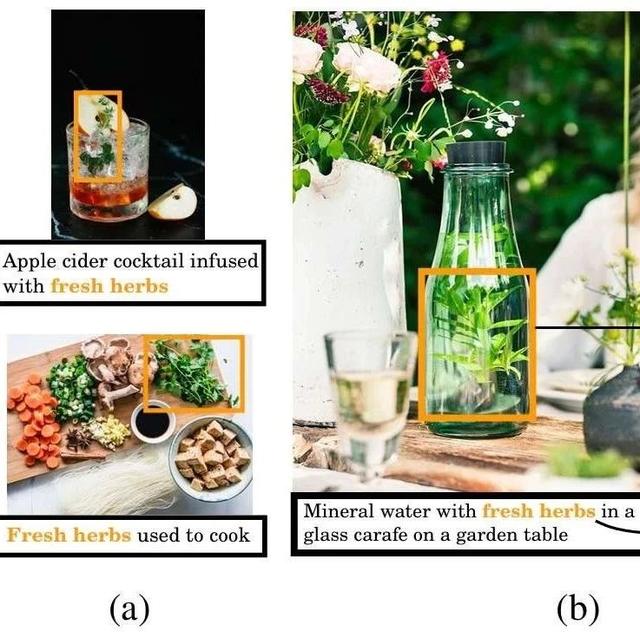 Apple cider cocktail infused
with fresh herbs
Fresh herbs used to cook
(a)
Mineral water with fresh herbs in a
glass carafe on a garden table
(b)